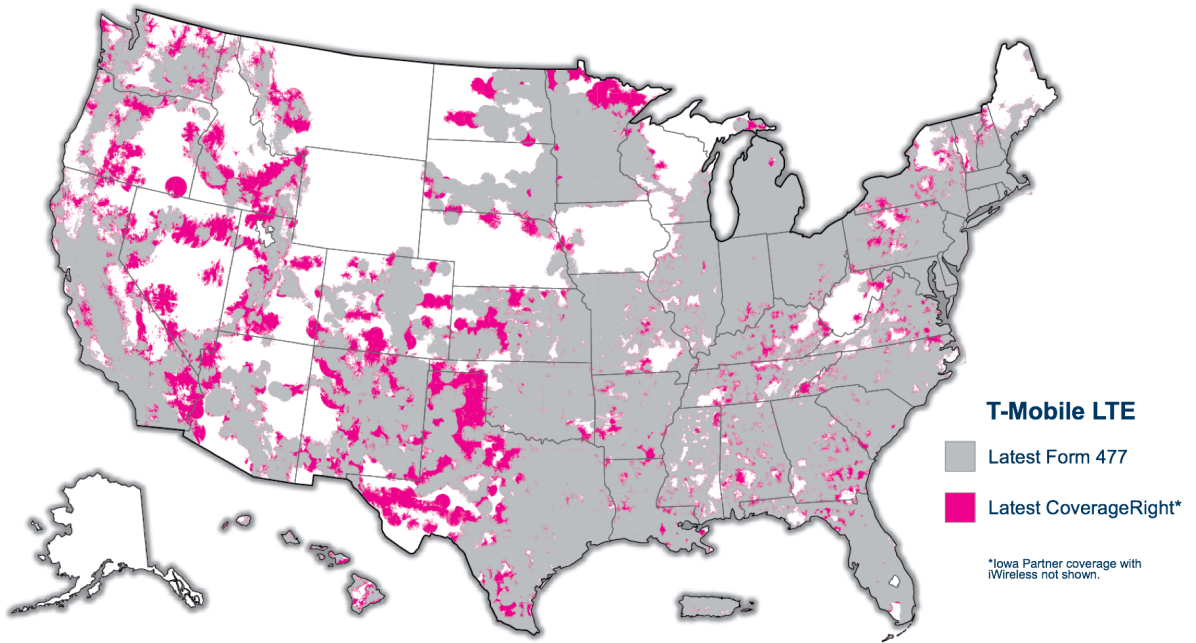 T-Mobile LTE
Latest Form 477
Latest CoverageRight*
*Iowa Partner coverage with
iWireless not shown.